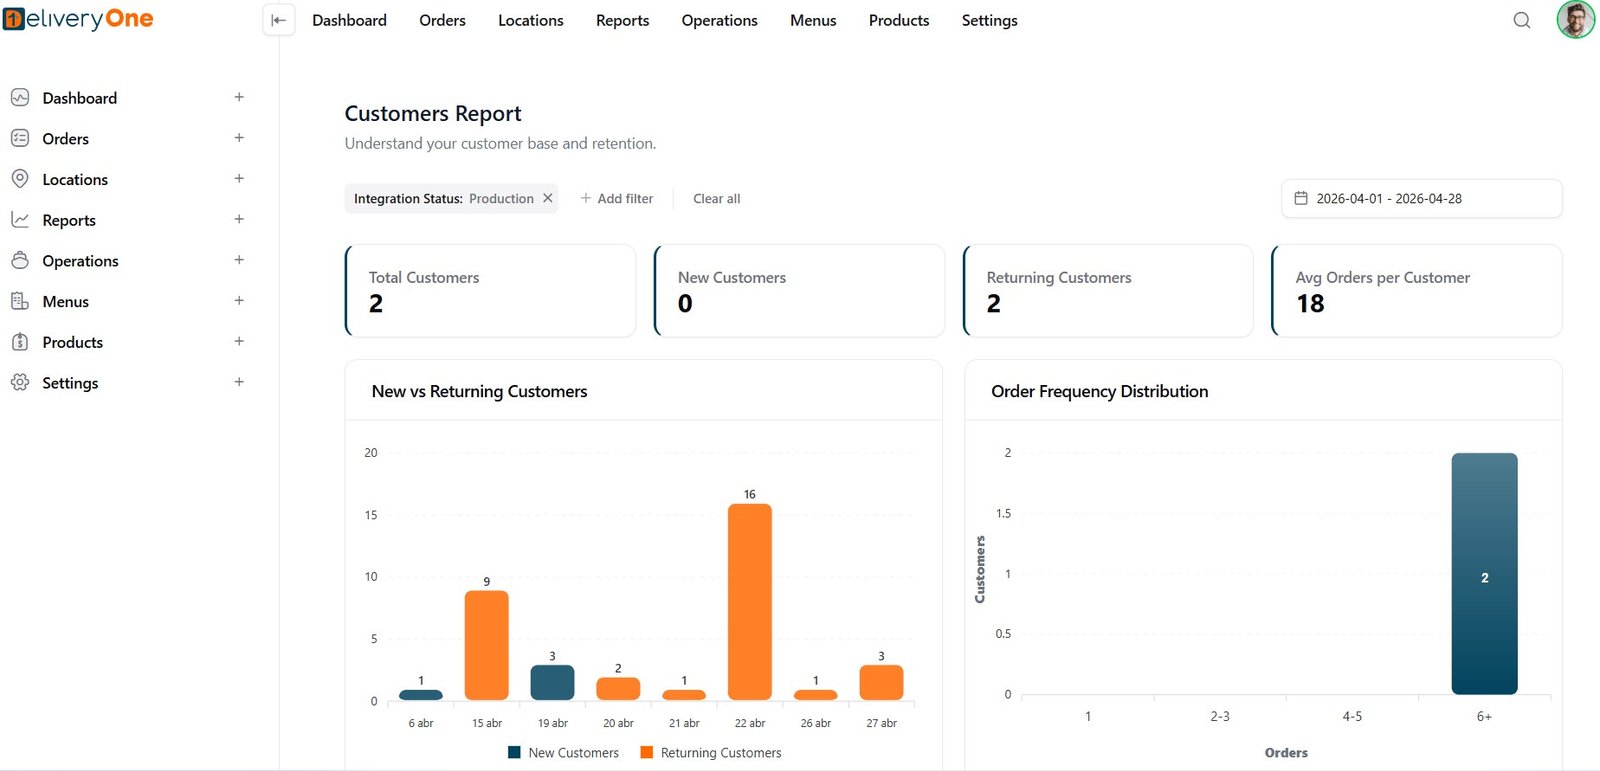 DeliveryOne
Dashboard Orders Locations Reports Operations Menus Products Settings
Dashboard +
Orders +
Locations +
Reports +
Operations +
Menus +
Products +
Settings +
Customers Report
Understand your customer base and retention.
Integration Status: Production × + Add filter Clear all
2026-04-01 - 2026-04-28
Total Customers
2
New Customers
0
Returning Customers
2
Avg Orders per Customer
18
New vs Returning Customers
20
15
10
5
0
1
9
3
2
1
16
1
3
6 abr 15 abr 19 abr 20 abr 21 abr 22 abr 26 abr 27 abr
New Customers Returning Customers
Order Frequency Distribution
Customers
2
1.5
1
0.5
0
2
1 2-3 4-5 6+
Orders